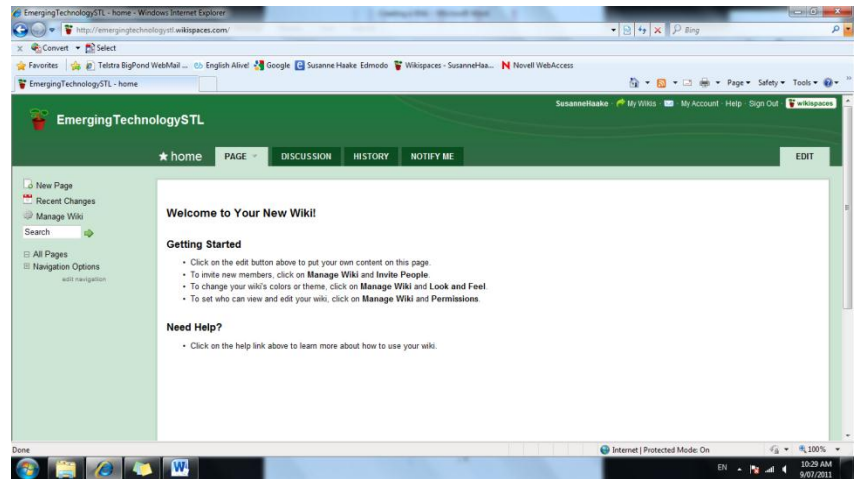 EmergingTechnologySTL - home - Windows Internet Explorer
http://emergingtechnologystl.wikispaces.com/
Bing
x Convert Select
Favorites Telstra BigPond WebMail ... English Alive! Google Susanne Haake Edmodo Wikispaces - SusanneHaa... Novell WebAccess
EmergingTechnologySTL - home
Page Safety Tools
SusanneHaake · My Wikis · My Account · Help · Sign Out · wikispaces
EmergingTechnologySTL
home PAGE DISCUSSION HISTORY NOTIFY ME EDIT
New Page
Recent Changes
Manage Wiki
Search
All Pages
Navigation Options
edit navigation
Welcome to Your New Wiki!
Getting Started
• Click on the edit button above to put your own content on this page.
• To invite new members, click on Manage Wiki and Invite People.
• To change your wiki's colors or theme, click on Manage Wiki and Look and Feel.
• To set who can view and edit your wiki, click on Manage Wiki and Permissions.
Need Help?
• Click on the help link above to learn more about how to use your wiki.
Done
Internet | Protected Mode: On
100%
EN
10:29 AM
9/07/2011